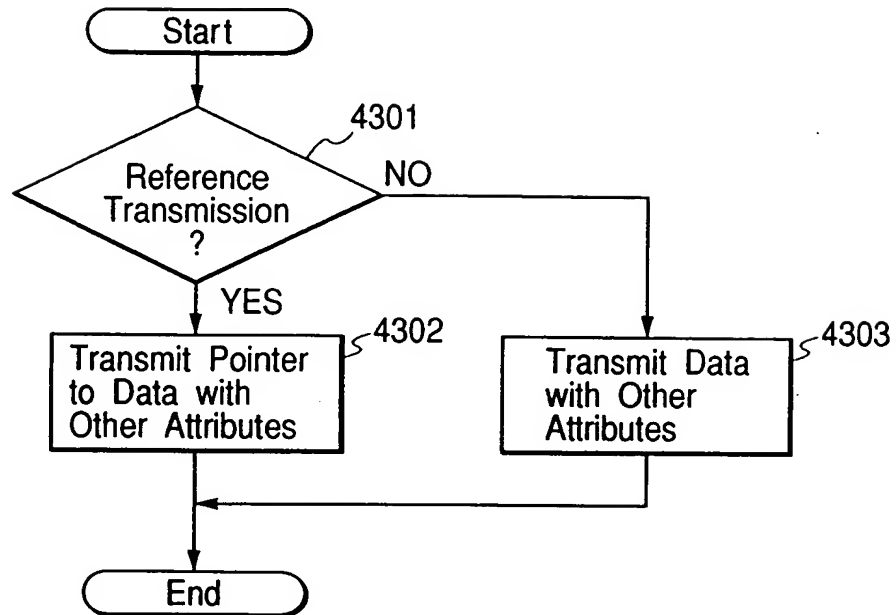 Start
4301
Reference
Transmission
?
NO
YES
4302
Transmit Pointer
to Data with
Other Attributes
4303
Transmit Data
with Other
Attributes
End